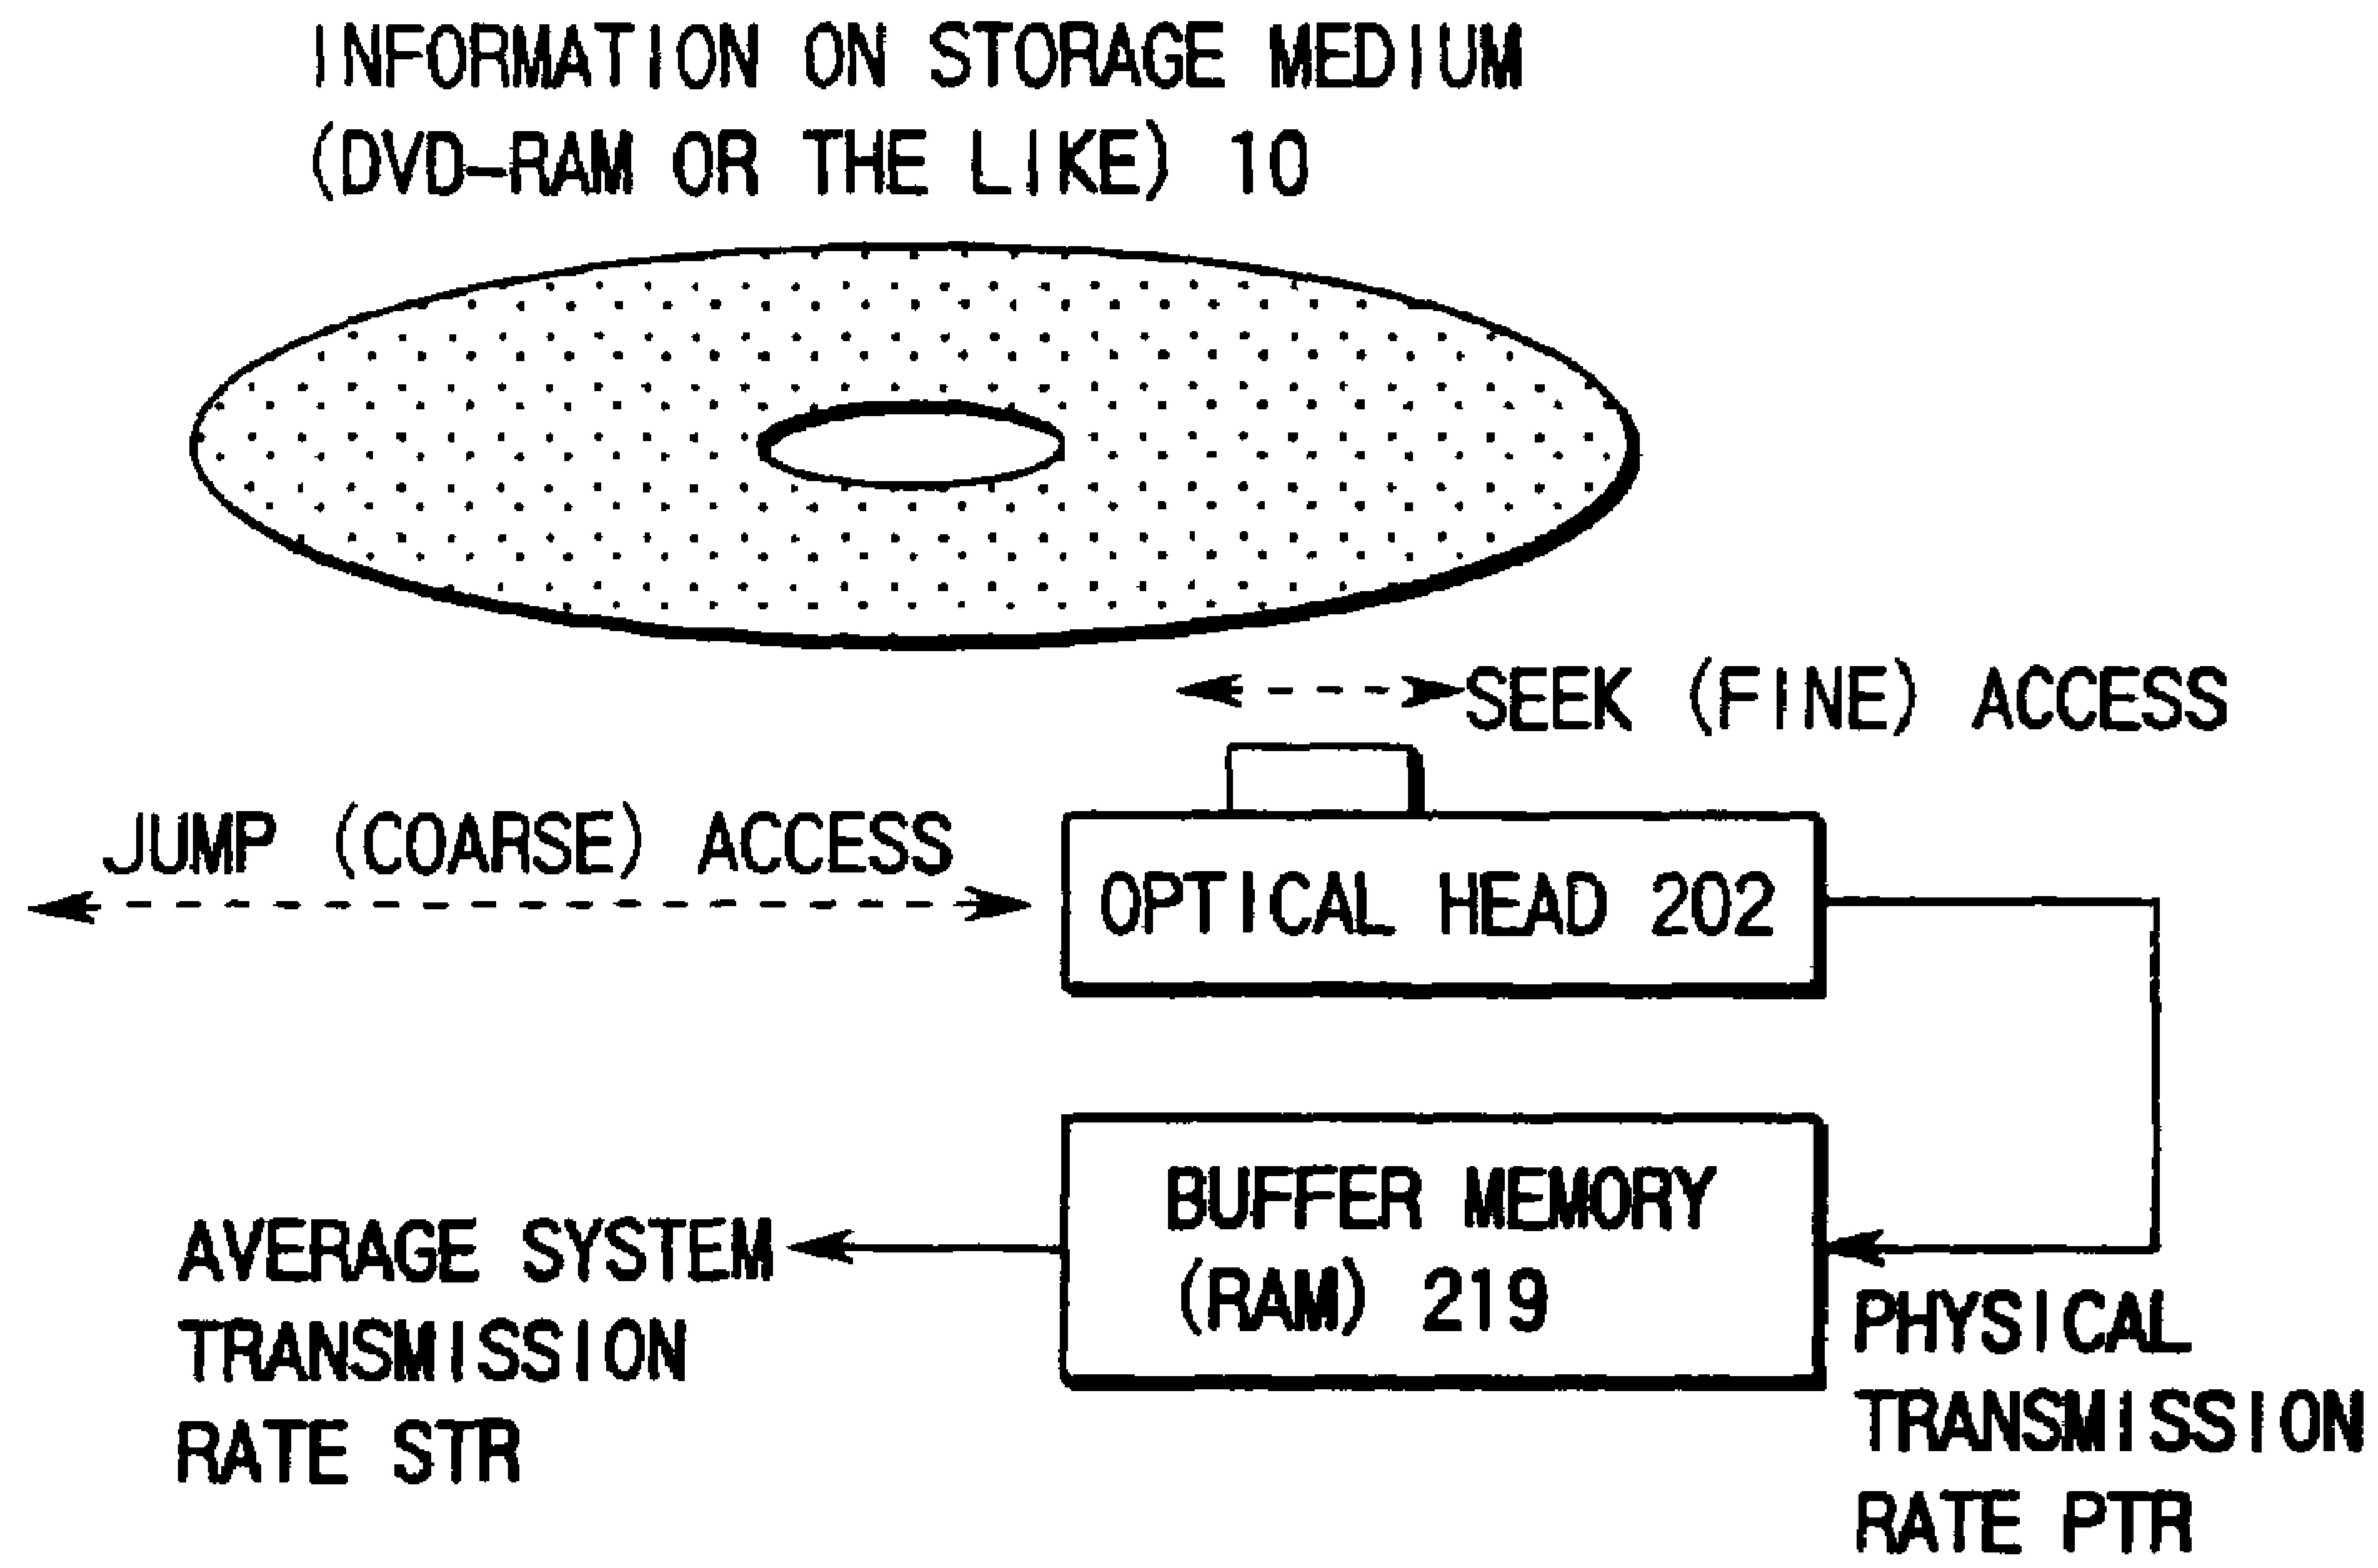 INFORMATION ON STORAGE MEDIUM
(DVD-RAM OR THE LIKE) 10
SEEK (FINE) ACCESS
JUMP (COARSE) ACCESS
OPTICAL HEAD 202
BUFFER MEMORY
(RAM) 219
AVERAGE SYSTEM
TRANSMISSION
RATE STR
PHYSICAL
TRANSMISSION
RATE PTR